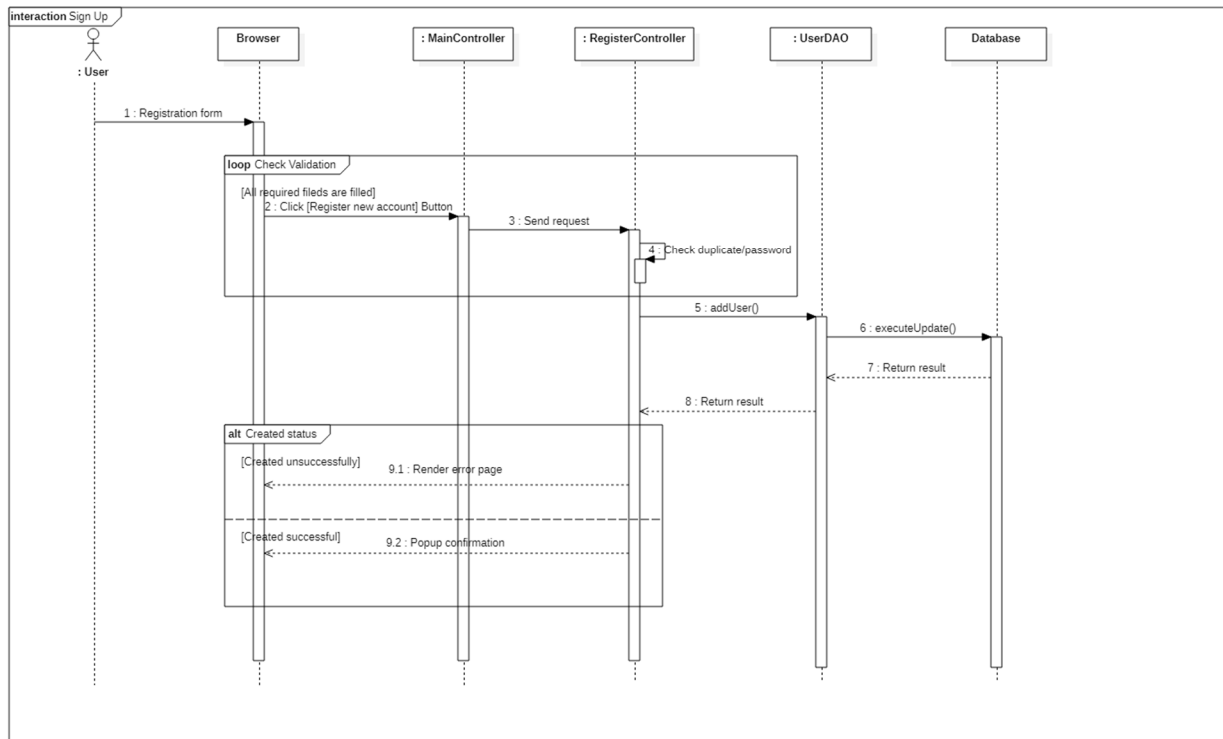 interaction Sign Up
: User
Browser
: MainController
: RegisterController
: UserDAO
Database
1 : Registration form
loop Check Validation
[All required fileds are filled]
2 : Click [Register new account] Button
3 : Send request
4 : Check duplicate/password
5 : addUser()
6 : executeUpdate()
7 : Return result
8 : Return result
alt Created status
[Created unsuccessfully]
9.1 : Render error page
[Created successful]
9.2 : Popup confirmation